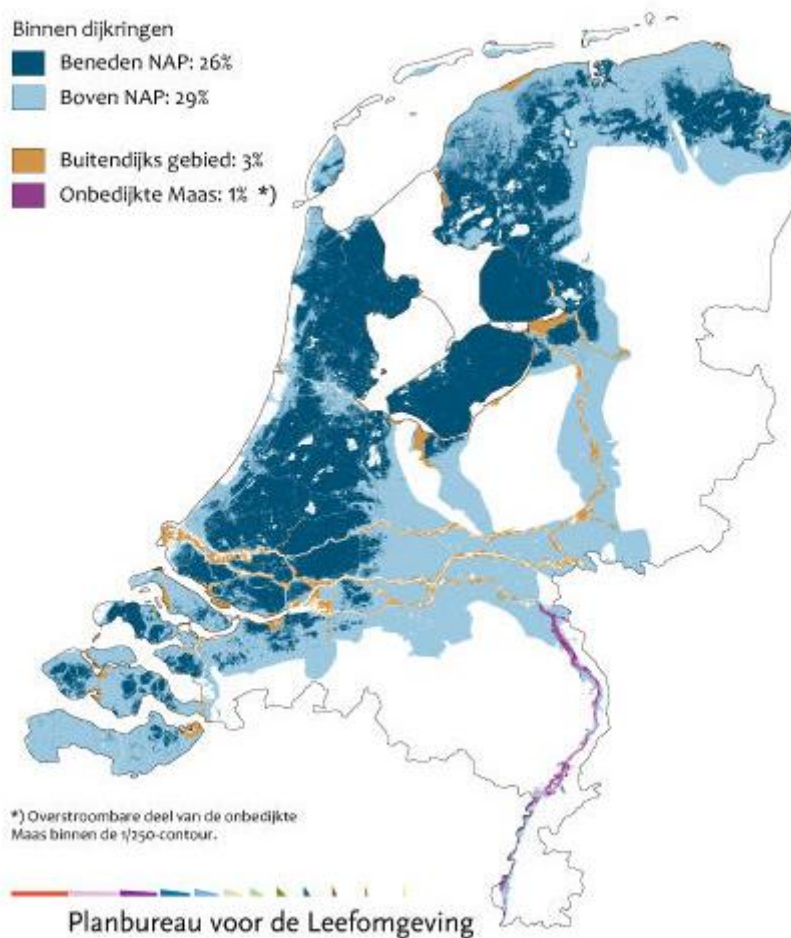 Binnen dijkringen
Beneden NAP: 26%
Boven NAP: 29%
Buitendijks gebied: 3%
Onbedijkte Maas: 1% *)
*) Overstroombare deel van de onbedijkte
Maas binnen de 1/250-contour.
Planbureau voor de Leefomgeving